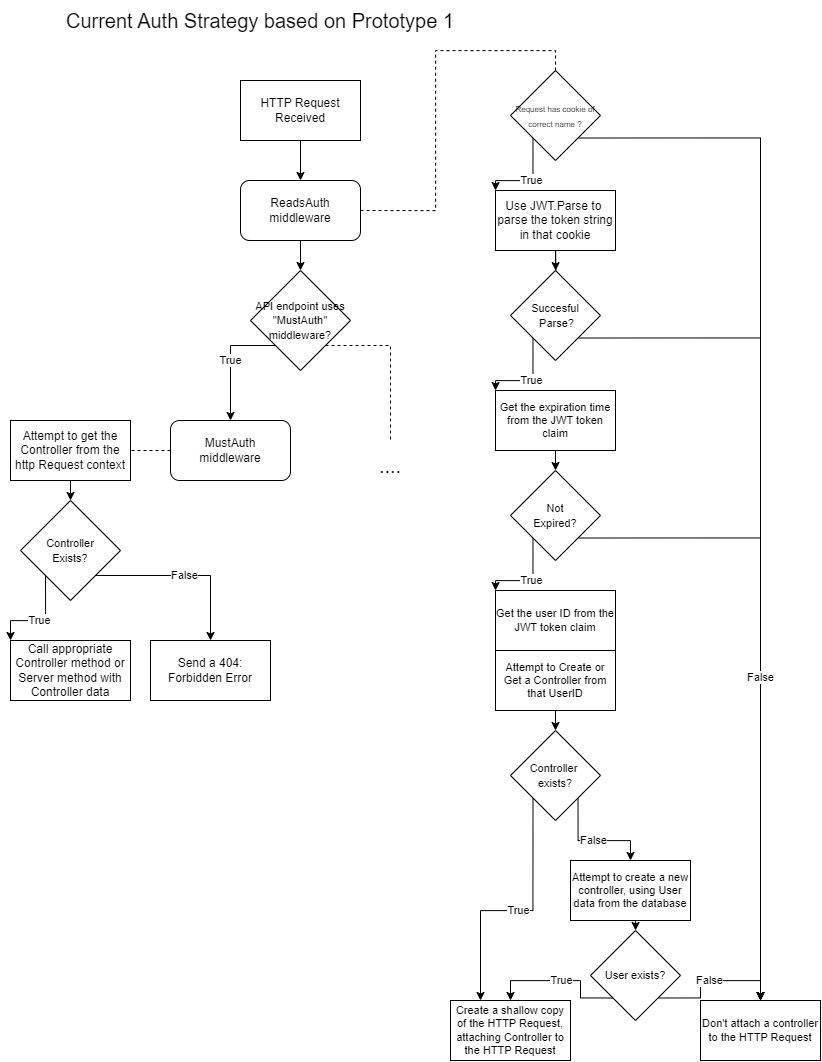 Current Auth Strategy based on Prototype 1
HTTP Request
Received
ReadsAuth
middleware
API endpoint uses
"MustAuth"
middleware?
True
MustAuth
middleware
Attempt to get the
Controller from the
http Request context
....
Controller
Exists?
True
False
Call appropriate
Controller method or
Server method with
Controller data
Send a 404:
Forbidden Error
Request has cookie of
correct name ?
True
Use JWT.Parse to
parse the token string
in that cookie
Succesful
Parse?
True
Get the expiration time
from the JWT token
claim
Not
Expired?
True
Get the user ID from the
JWT token claim
Attempt to Create or
Get a Controller from
that UserID
False
Controller
exists?
False
Attempt to create a new
controller, using User
data from the database
True
User exists?
True
False
Create a shallow copy
of the HTTP Request,
attaching Controller to
the HTTP Request
Don't attach a controller
to the HTTP Request